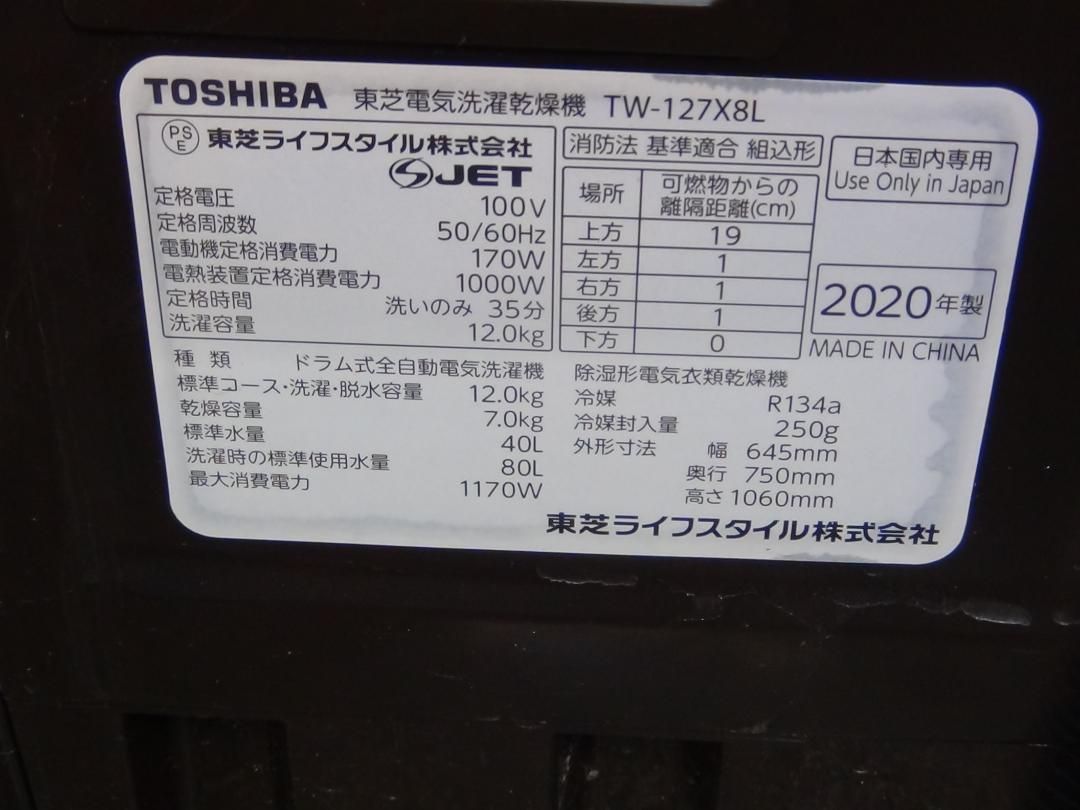 TOSHIBA 東芝電気洗濯乾燥機 TW-127X8L
PS
E
東芝ライフスタイル株式会社
JET
定格電圧 100V
定格周波数 50/60Hz
電動機定格消費電力 170W
電熱装置定格消費電力 1000W
定格時間 洗いのみ 35分
洗濯容量 12.0kg
消防法 基準適合 組込形
場所 可燃物からの
離隔距離(cm)
上方 19
左方 1
右方 1
後方 1
下方 0
日本国内専用
Use Only in Japan
2020年製
MADE IN CHINA
種類 ドラム式全自動電気洗濯機
標準コース・洗濯・脱水容量 12.0kg
乾燥容量 7.0kg
標準水量 40L
洗濯時の標準使用水量 80L
最大消費電力 1170W
除湿形電気衣類乾燥機
冷媒 R134a
冷媒封入量 250g
外形寸法 幅 645mm
奥行 750mm
高さ 1060mm
東芝ライフスタイル株式会社